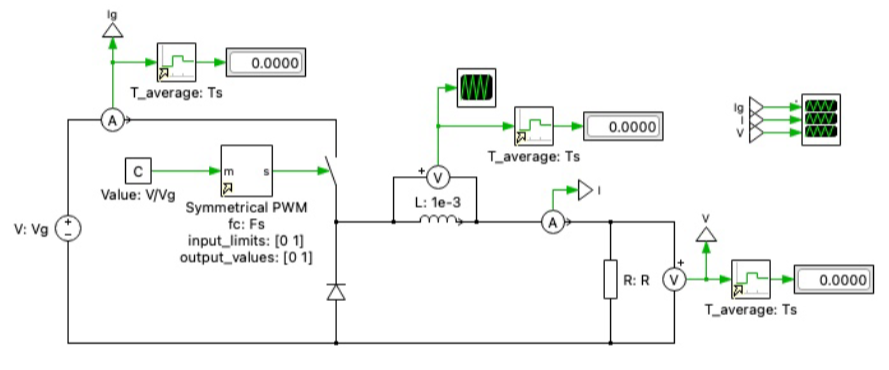 Ig
0.0000
T_average: Ts
A
C
Value: V/Vg
m s
Symmetrical PWM
fc: Fs
input_limits: [0 1]
output_values: [0 1]
V: Vg
+
-
0.0000
T_average: Ts
+
V
L: 1e-3
I
A
Ig
I
V
V
+
R: R
V
0.0000
T_average: Ts